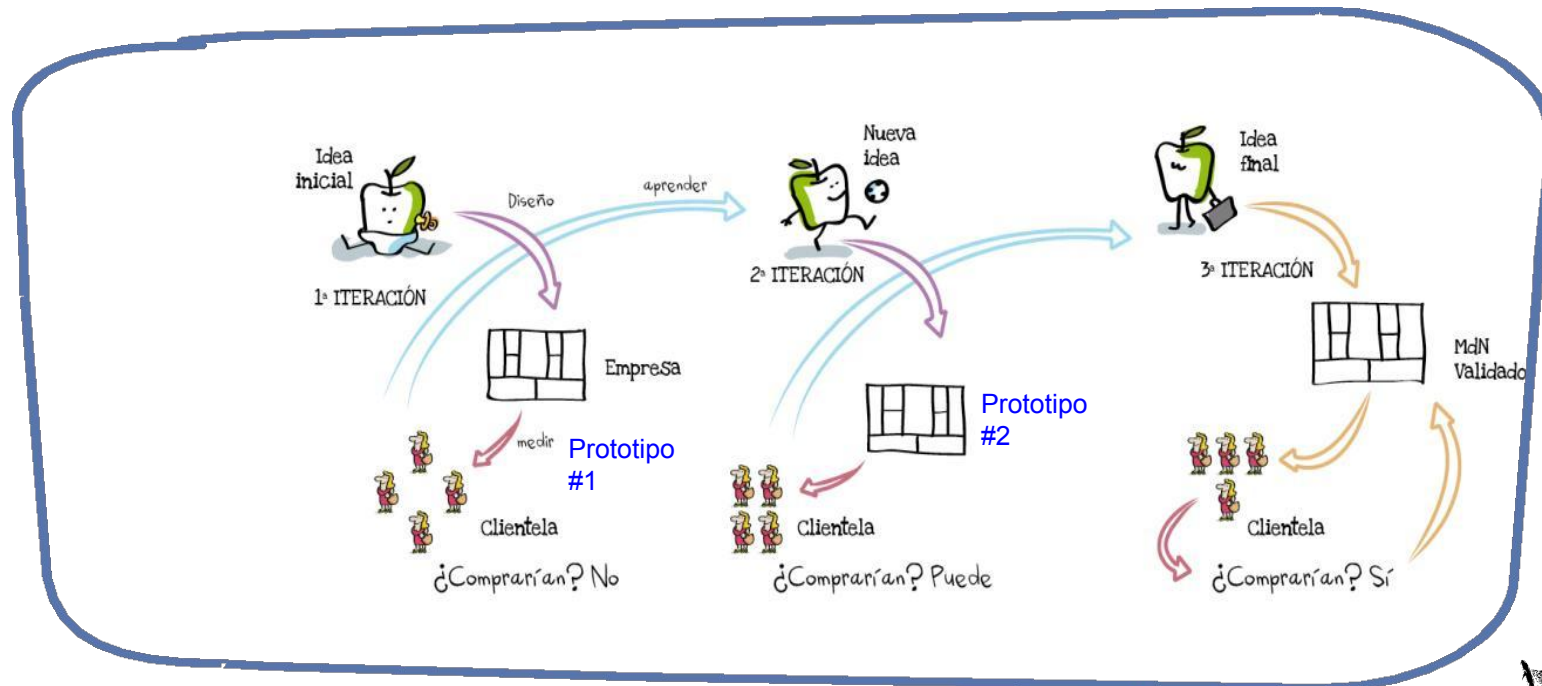 Idea
inicial
Diseño
aprender
1ª ITERACIÓN
Empresa
medir
Prototipo
#1
Clientela
¿Comprarían? No
Nueva
idea
2ª ITERACIÓN
Prototipo
#2
Clientela
¿Comprarían? Puede
Idea
final
3ª ITERACIÓN
MdN
Validado
Clientela
¿Comprarían? Sí